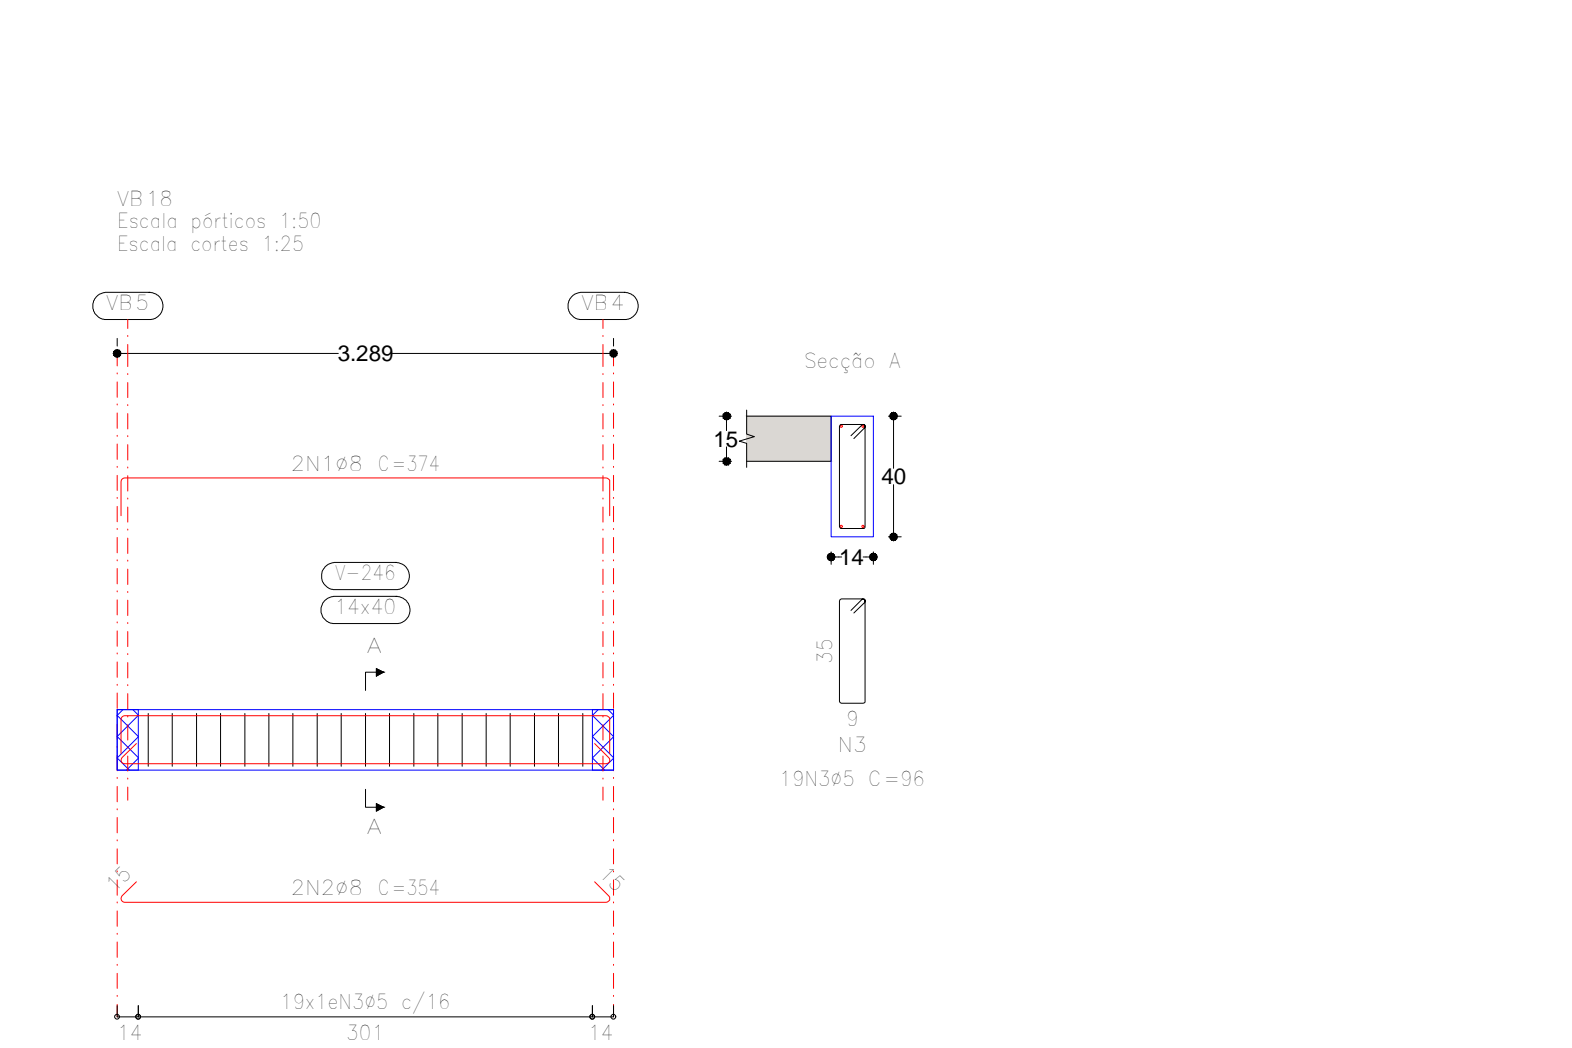 VB18
Escala pórticos 1:50
Escala cortes 1:25
VB5
VB4
3.289
Secção A
15
40
14
2N1ø8 C=374
V-246
14x40
A
A
35
9
N3
19N3ø5 C=96
15
15
2N2ø8 C=354
19x1eN3ø5 c/16
14
301
14